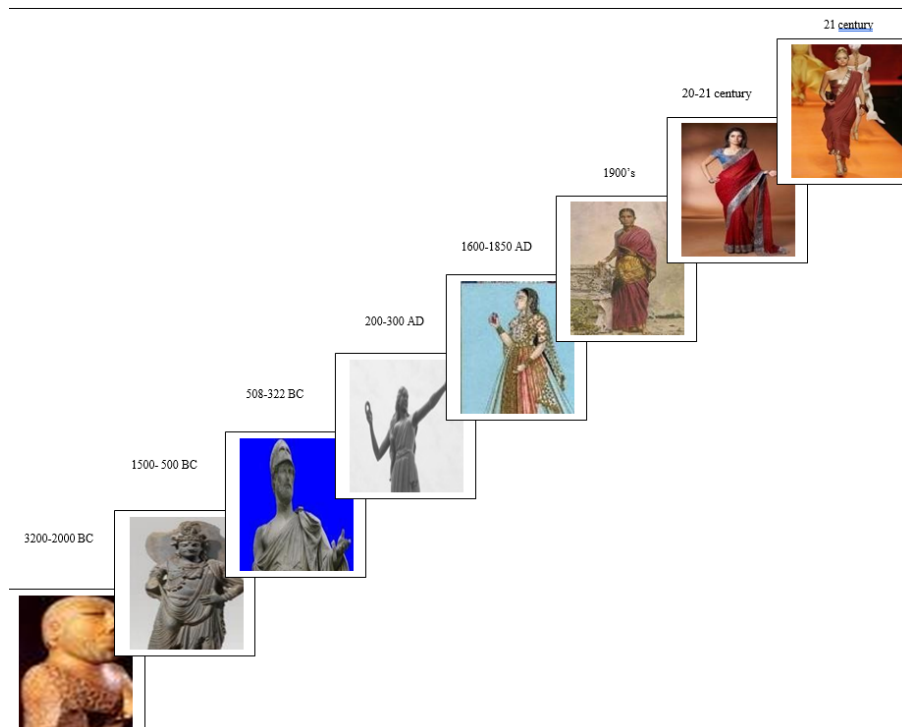 21 century
20-21 century
1900’s
1600-1850 AD
200-300 AD
508-322 BC
1500- 500 BC
3200-2000 BC